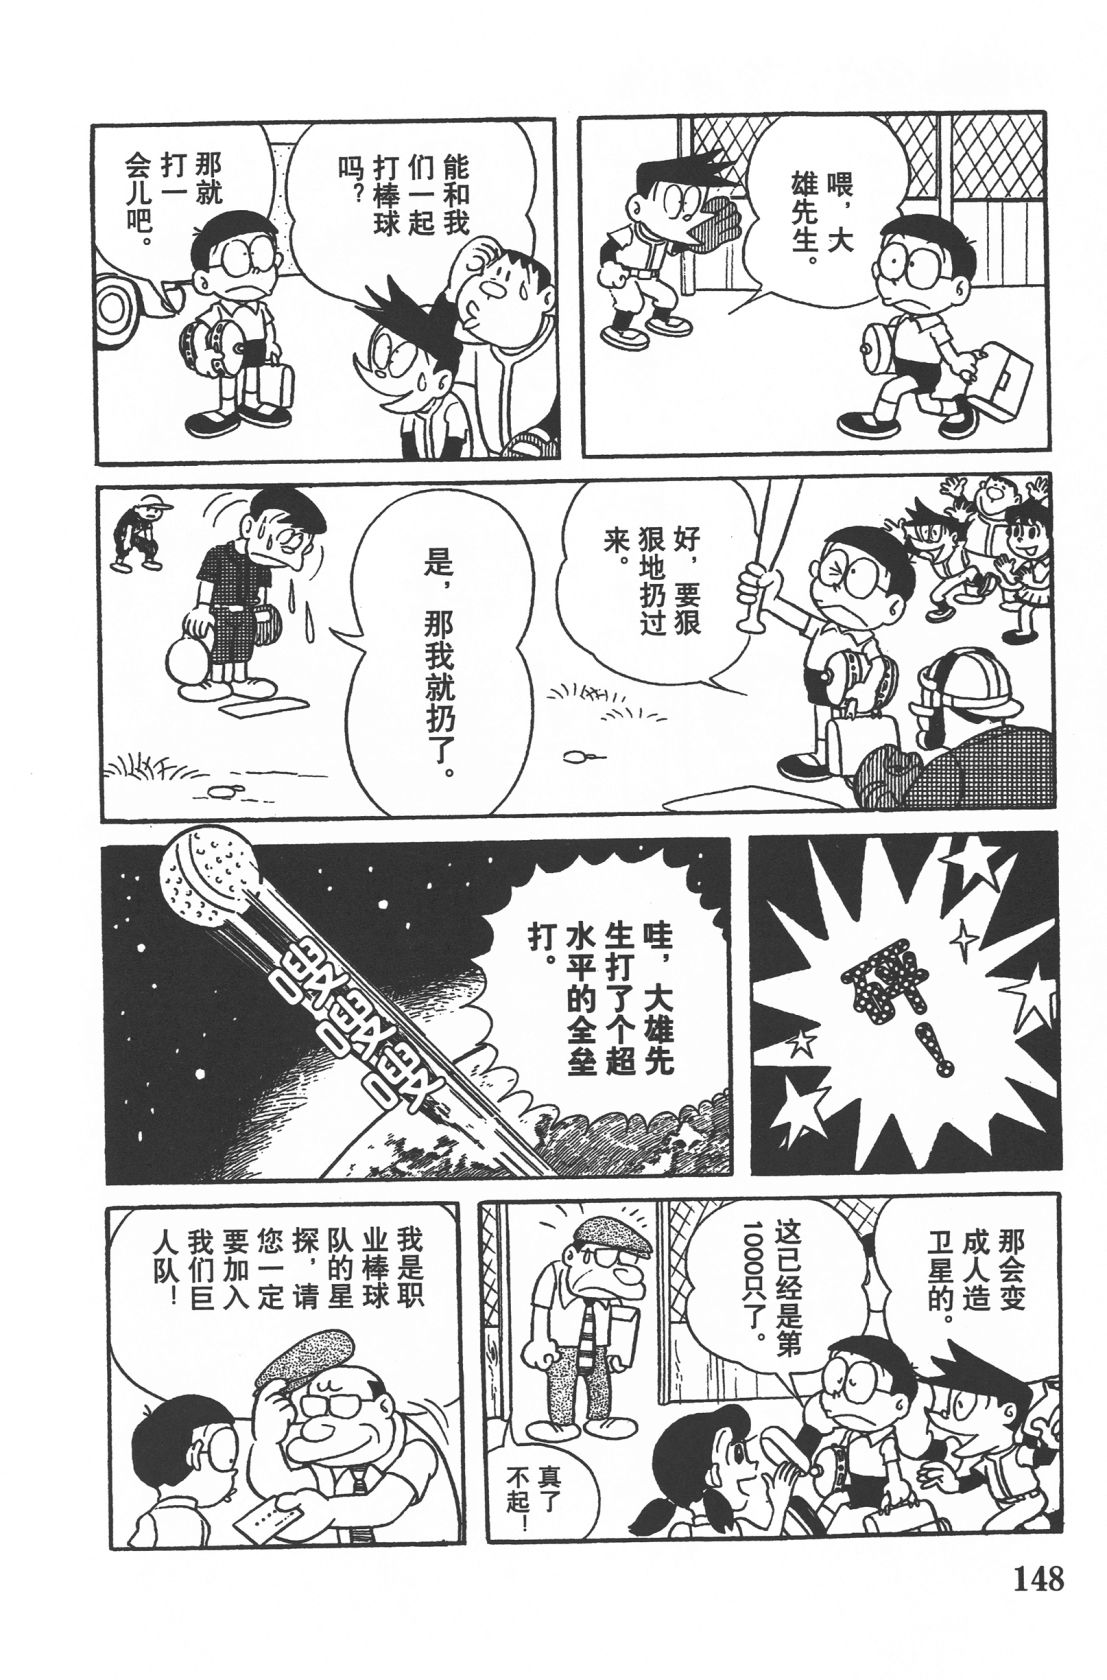 喂，大
雄先生。
能和我
们一起
打棒球
吗？
那就
打一
会儿吧。
好，要狠
狠地扔过
来。
是，那我就扔了。
哇，大雄先
生打了个超
水平的全垒
打。
嗖嗖嗖
那会变
成人造
卫星的。
这已经是第
1000只了。
真了
不起！
我是职
业棒球
队的星
探，请
您一定
要加入
我们巨
人队！
148